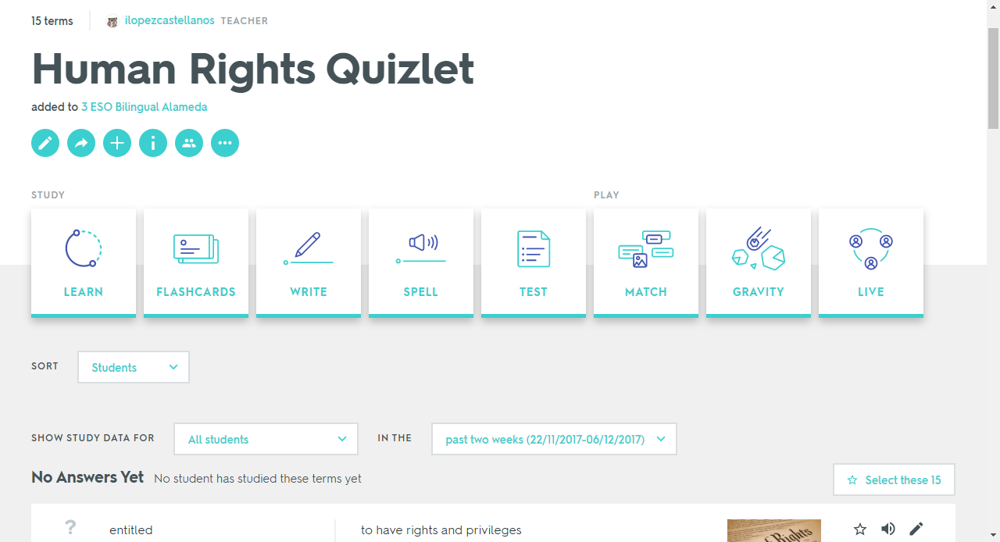 15 terms ilopezcastellanos TEACHER
Human Rights Quizlet
added to 3 ESO Bilingual Alameda
STUDY PLAY
LEARN FLASHCARDS WRITE SPELL TEST MATCH GRAVITY LIVE
SORT Students
SHOW STUDY DATA FOR All students IN THE past two weeks (22/11/2017-06/12/2017)
No Answers Yet No student has studied these terms yet Select these 15
? entitled to have rights and privileges